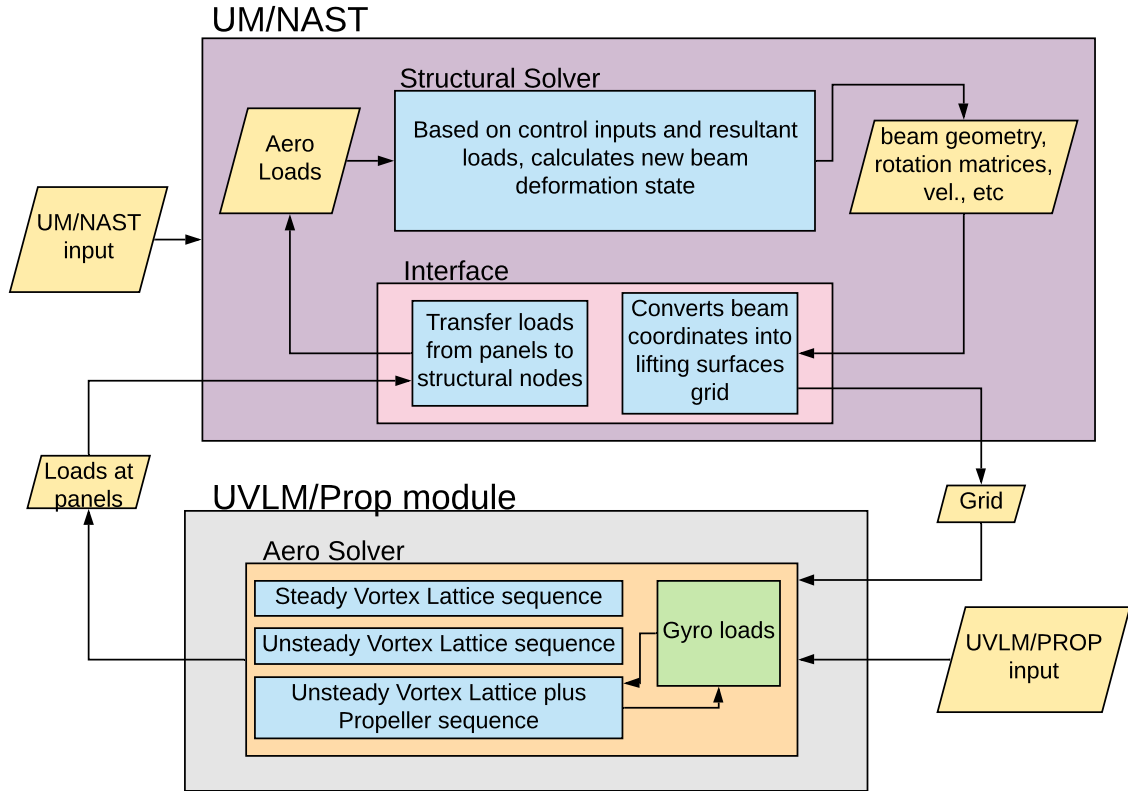 UM/NAST
Structural Solver
Aero
Loads
Based on control inputs and resultant
loads, calculates new beam
deformation state
beam geometry,
rotation matrices,
vel., etc
UM/NAST
input
Interface
Transfer loads
from panels to
structural nodes
Converts beam
coordinates into
lifting surfaces
grid
Loads at
panels
Grid
UVLM/Prop module
Aero Solver
Steady Vortex Lattice sequence
Unsteady Vortex Lattice sequence
Unsteady Vortex Lattice plus
Propeller sequence
Gyro loads
UVLM/PROP
input